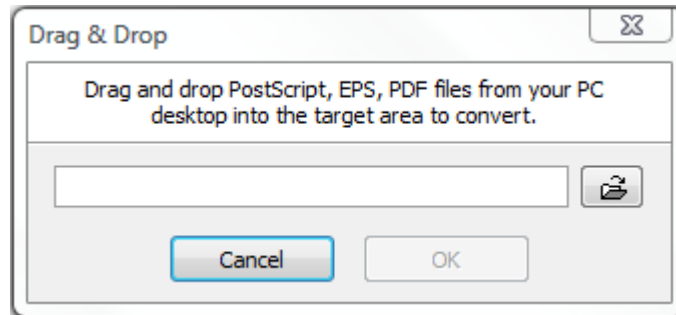 Drag & Drop
Drag and drop PostScript, EPS, PDF files from your PC
desktop into the target area to convert.
Cancel
OK